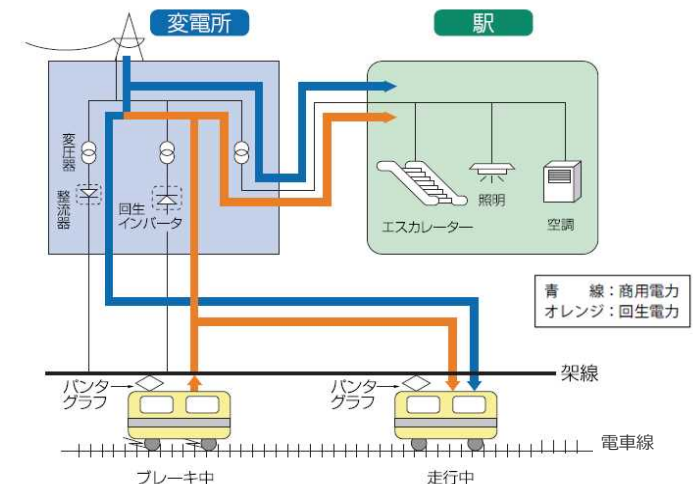 変電所
駅
変圧器
整流器
回生
インバータ
エスカレーター
照明
空調
青　　線：商用電力
オレンジ：回生電力
架線
パンタ
グラフ
パンタ
グラフ
電車線
ブレーキ中
走行中